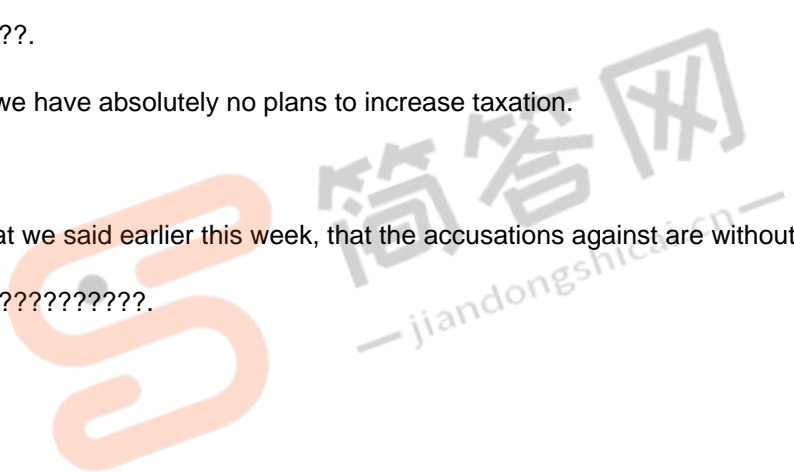 ??.
we have absolutely no plans to increase taxation.
at we said earlier this week, that the accusations against are without
??????????.
简答网
jiandongshicai.cn